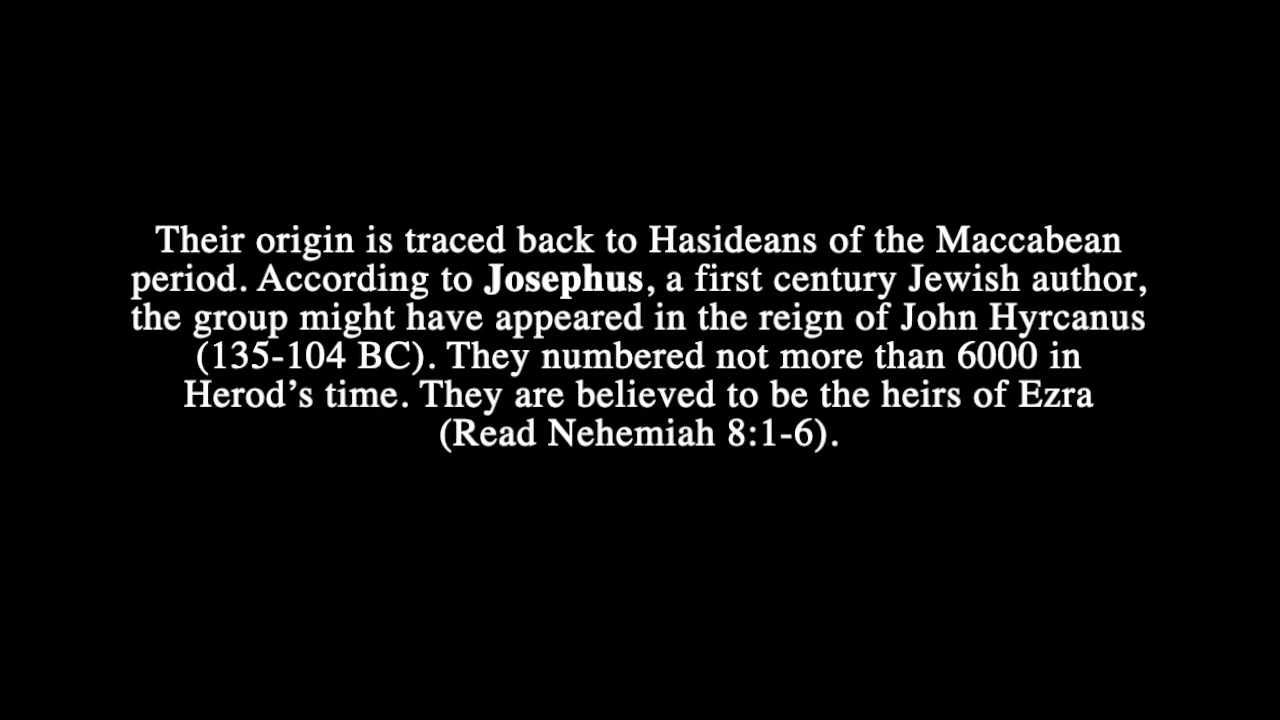 Their origin is traced back to Hasideans of the Maccabean
period. According to Josephus, a first century Jewish author,
the group might have appeared in the reign of John Hyrcanus
(135-104 BC). They numbered not more than 6000 in
Herod’s time. They are believed to be the heirs of Ezra
(Read Nehemiah 8:1-6).